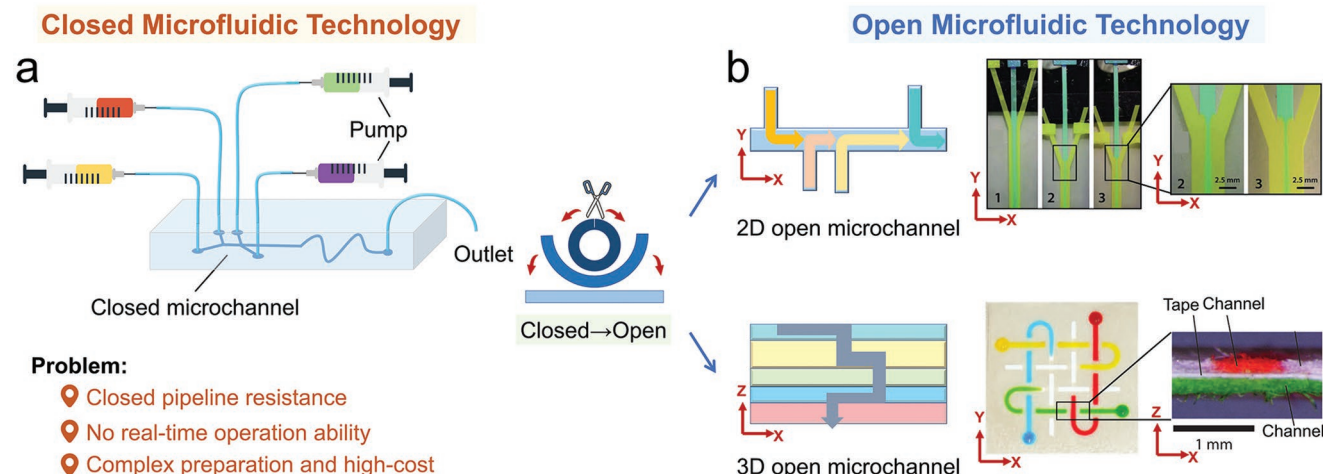 Closed Microfluidic Technology
Open Microfluidic Technology
a
Pump
Outlet
Closed microchannel
Problem:
Closed pipeline resistance
No real-time operation ability
Complex preparation and high-cost
Closed→Open
b
Y
X
2D open microchannel
Y
X
1
2
3
Y
X
2
2.5 mm
3
2.5 mm
Z
X
3D open microchannel
Y
X
Tape Channel
Z
X
1 mm
Channel